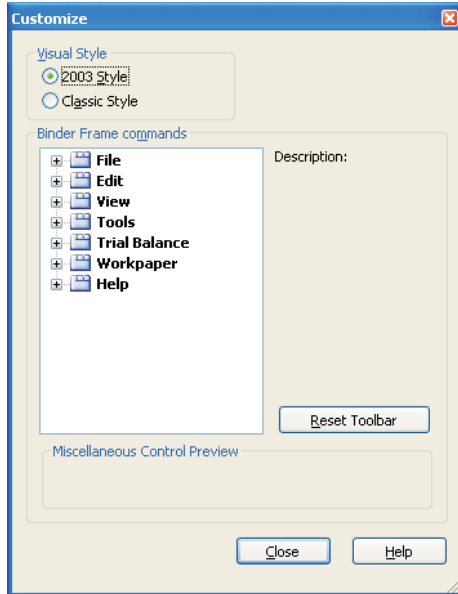 Customize
Visual Style
2003 Style
Classic Style
Binder Frame commands
File
Edit
View
Tools
Trial Balance
Workpaper
Help
Description:
Reset Toolbar
Miscellaneous Control Preview
Close
Help